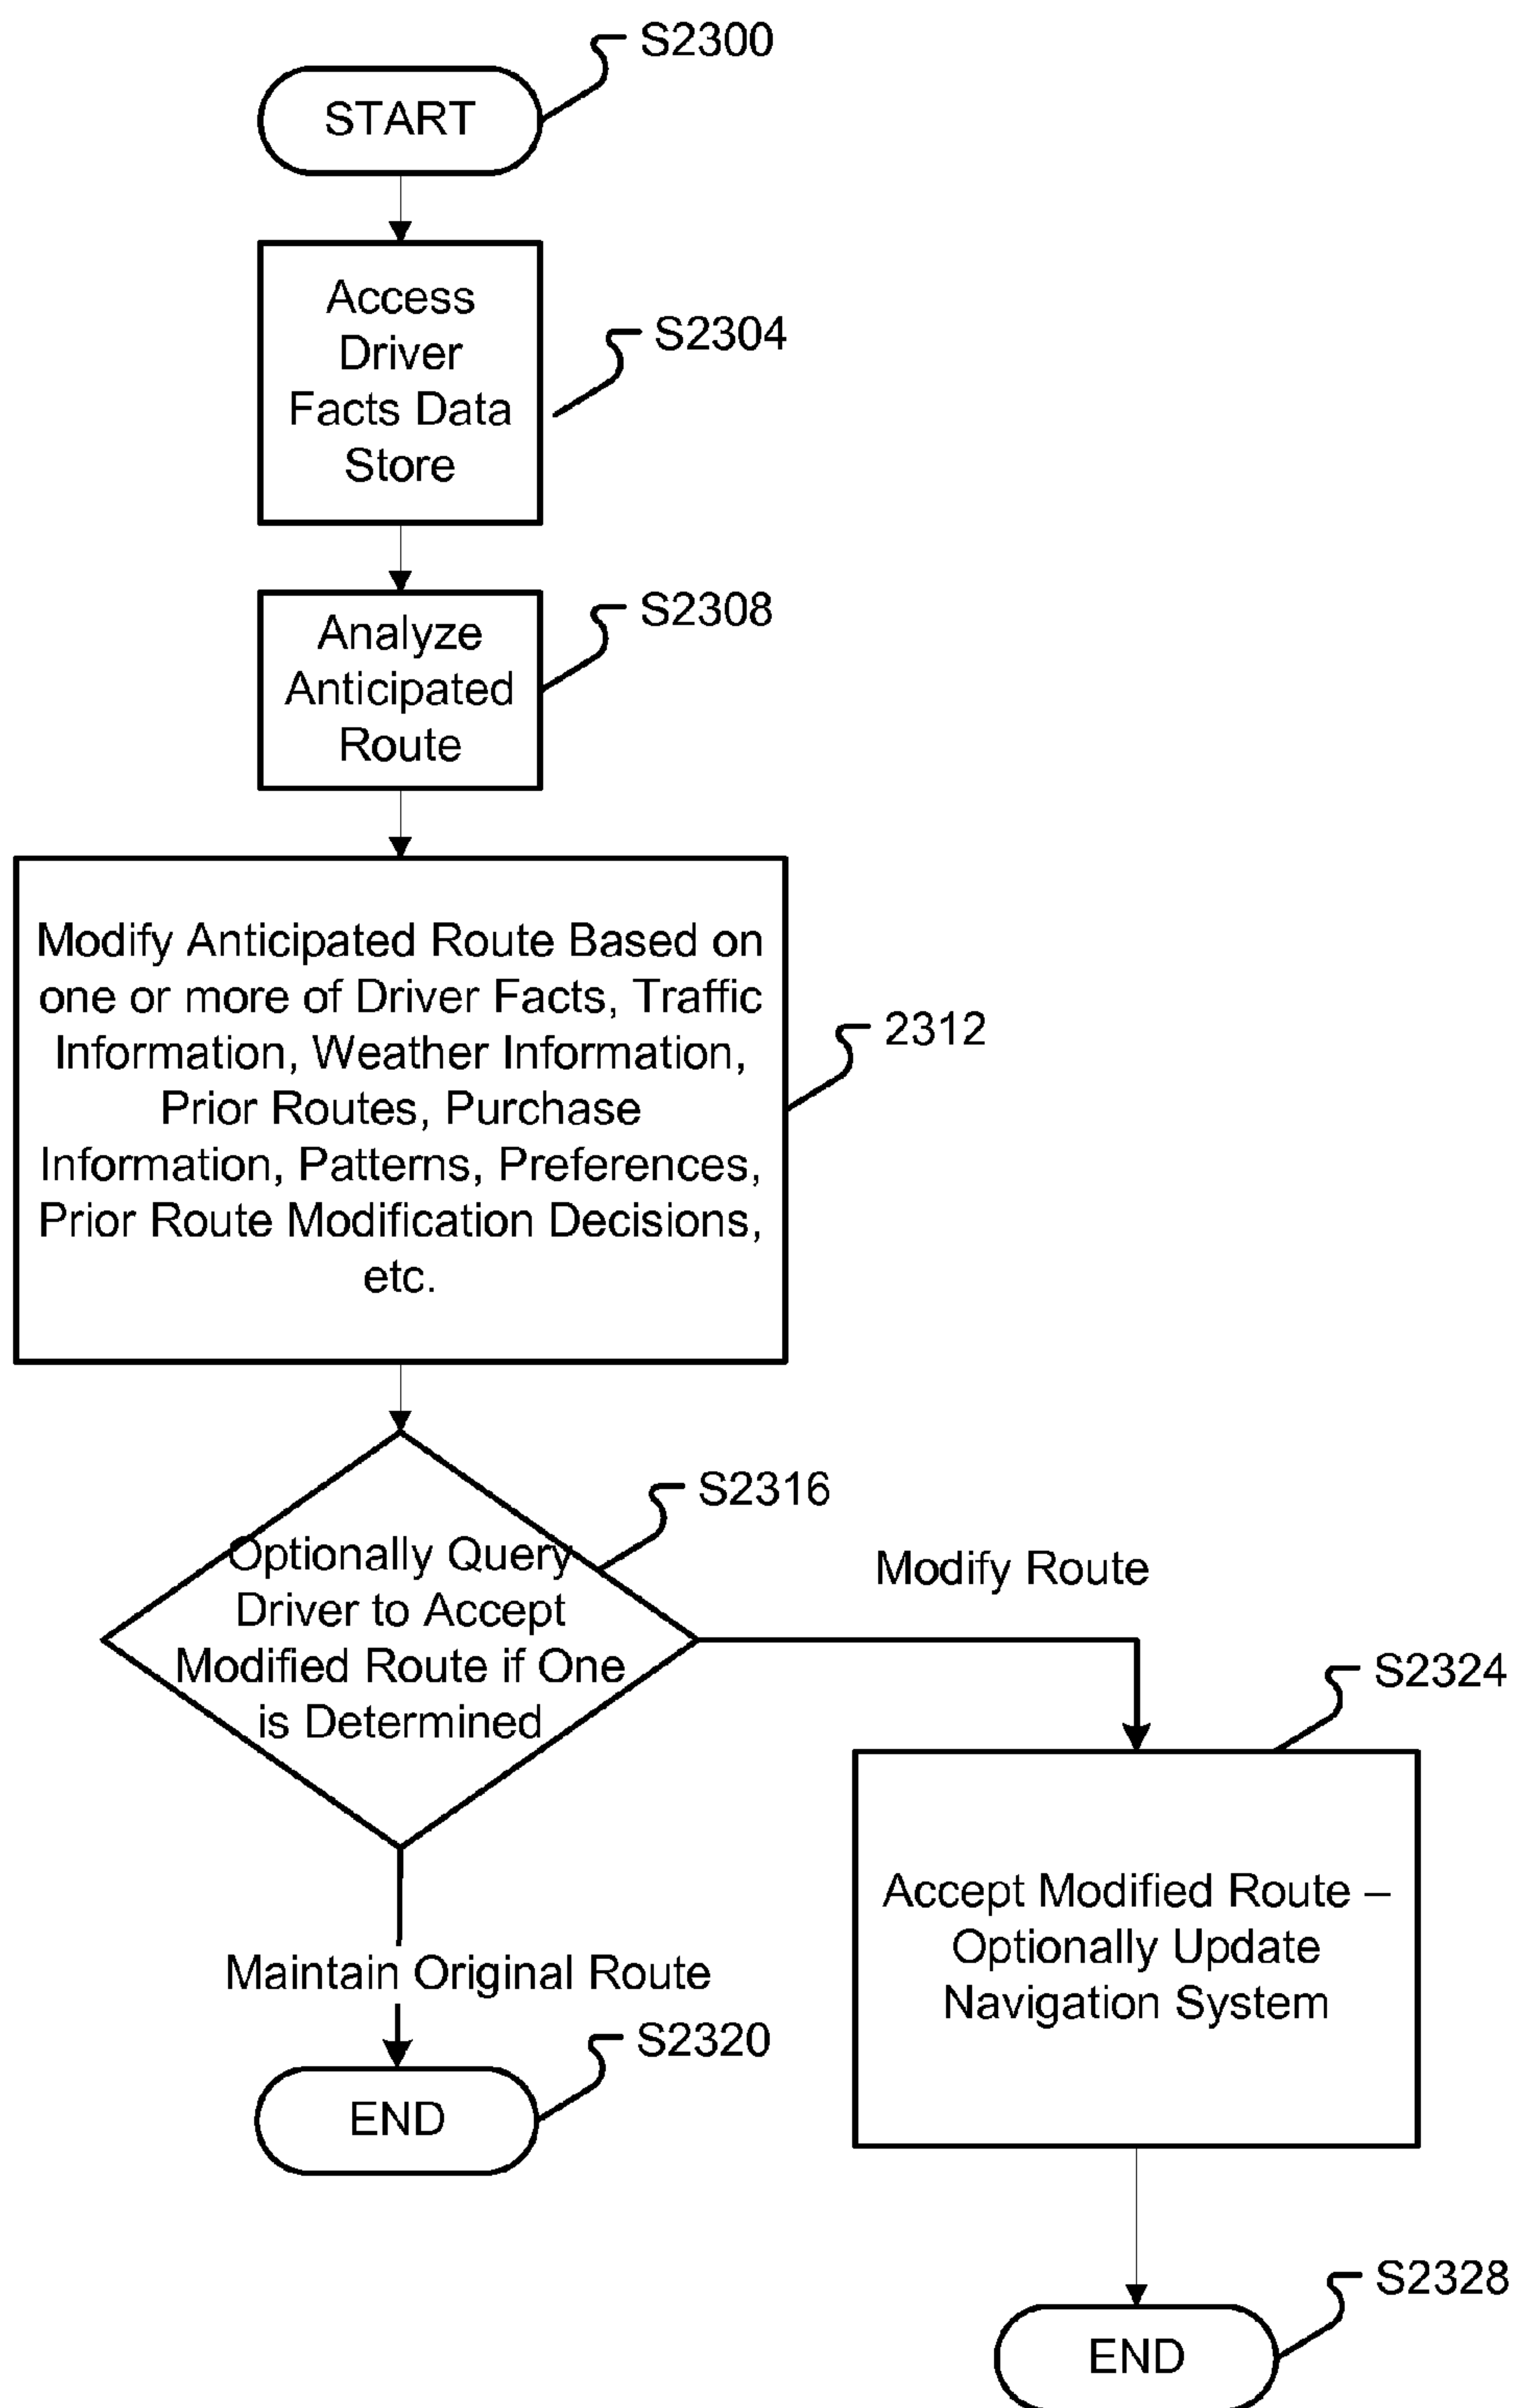 S2300
START
Access
Driver
Facts Data
Store
S2304
Analyze
Anticipated
Route
S2308
Modify Anticipated Route Based on
one or more of Driver Facts, Traffic
Information, Weather Information,
Prior Routes, Purchase
Information, Patterns, Preferences,
Prior Route Modification Decisions,
etc.
2312
S2316
Optionally Query
Driver to Accept
Modified Route if One
is Determined
Modify Route
S2324
Accept Modified Route –
Optionally Update
Navigation System
Maintain Original Route
S2320
END
S2328
END